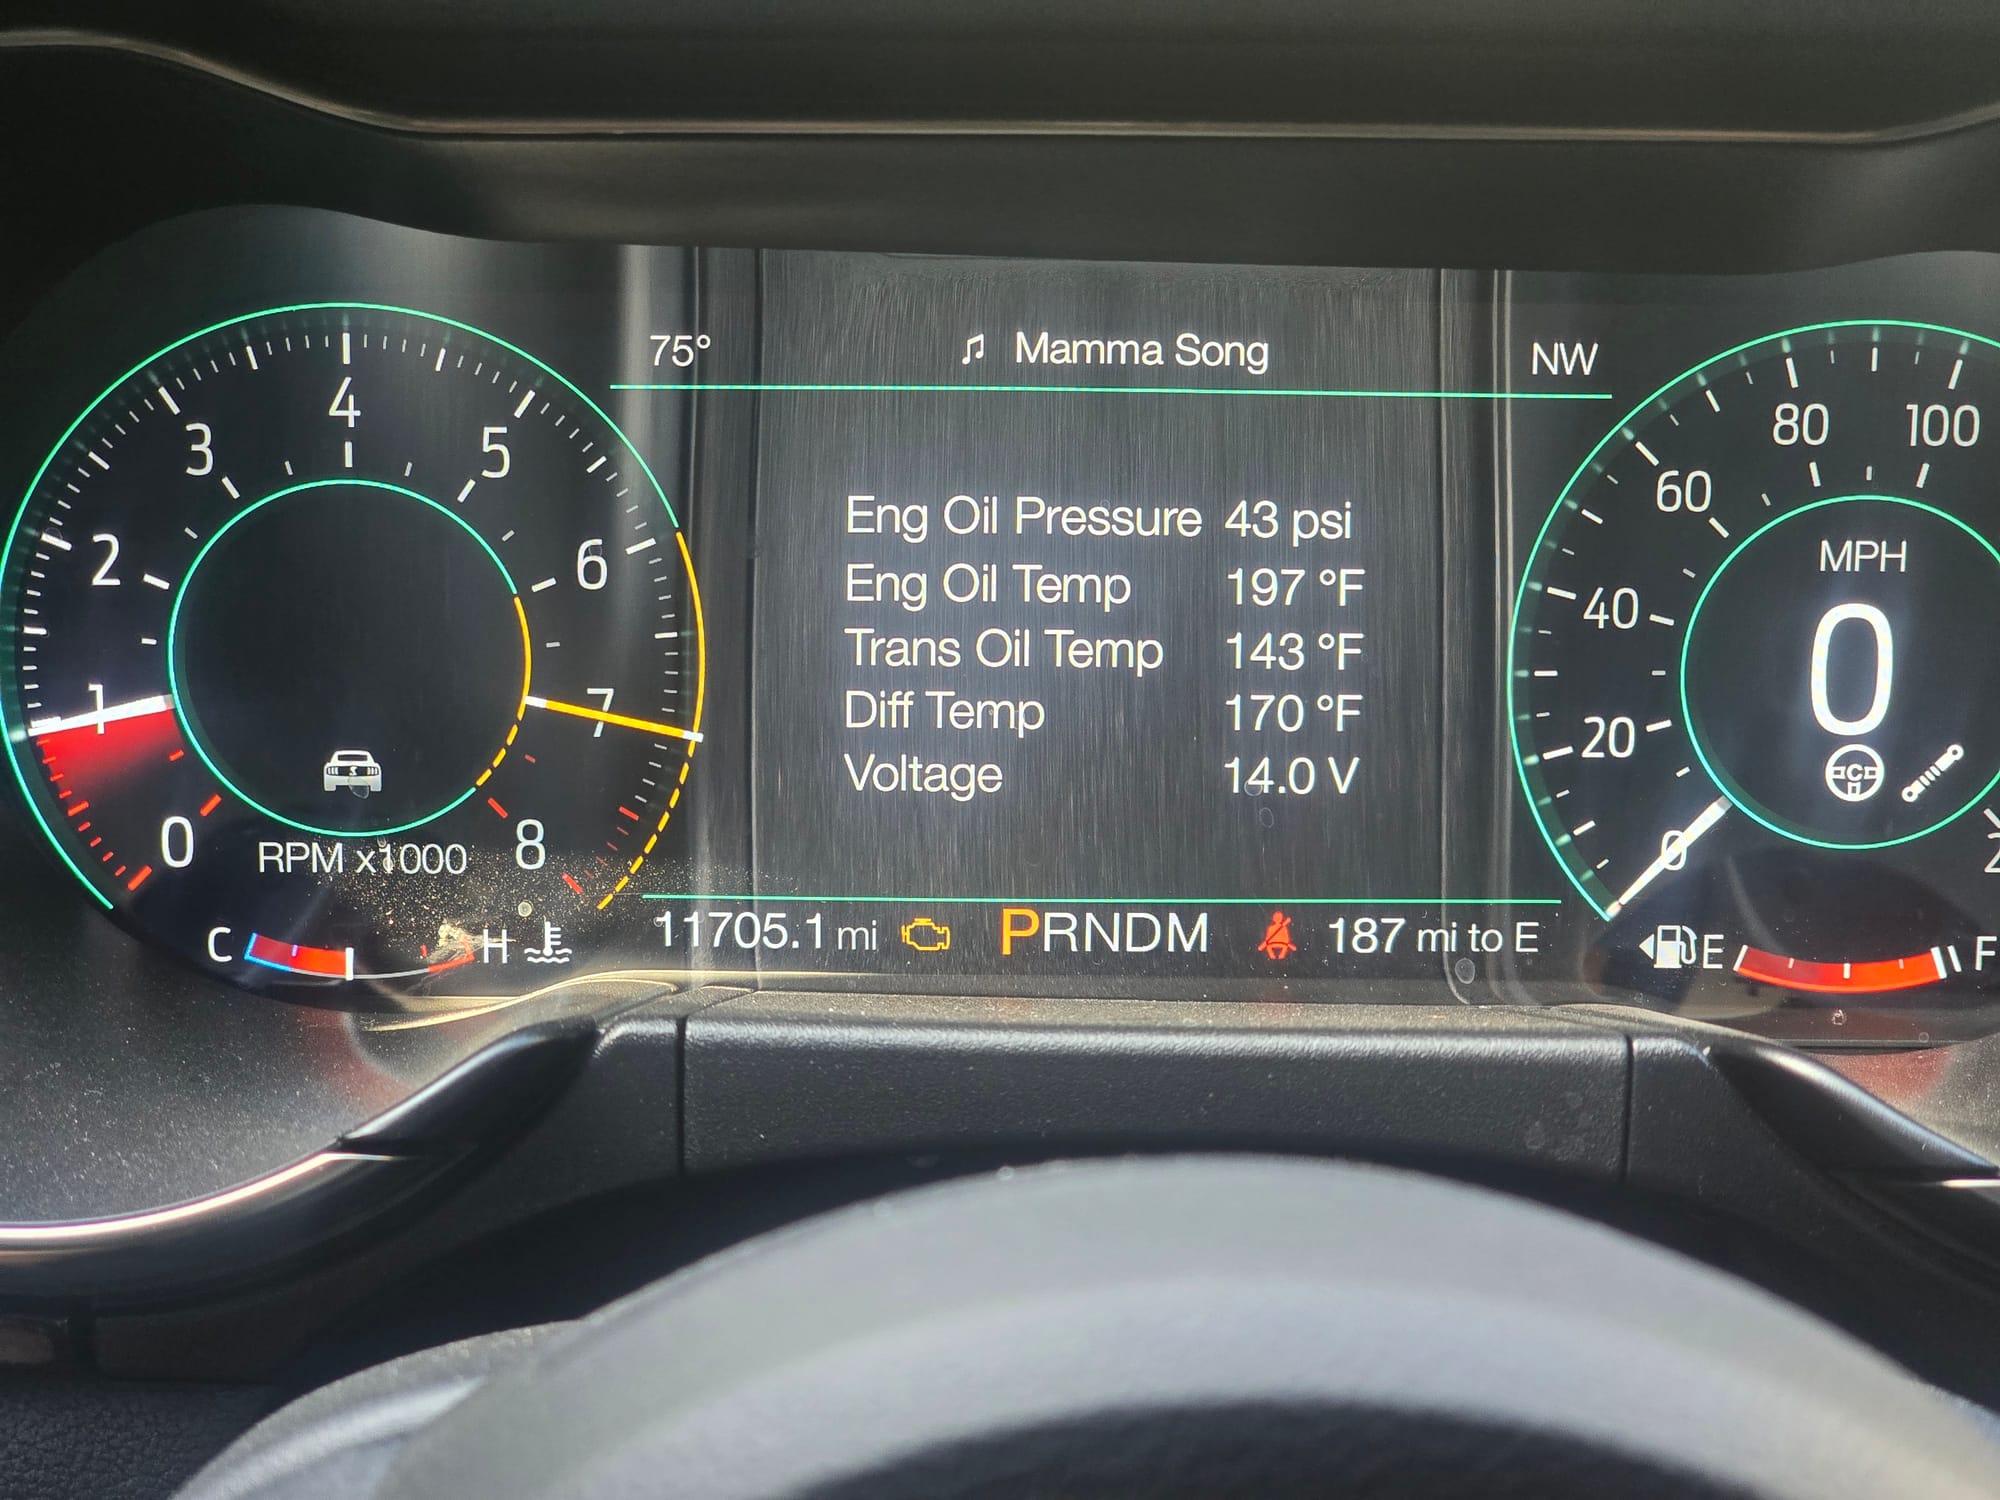 75° ♫ Mamma Song NW
0 1 2 3 4 5 6 7 8
RPM x1000
C H
Eng Oil Pressure 43 psi
Eng Oil Temp 197 °F
Trans Oil Temp 143 °F
Diff Temp 170 °F
Voltage 14.0 V
11705.1 mi PRNDM 187 mi to E
0 20 40 60 80 100
MPH
0
C
E F